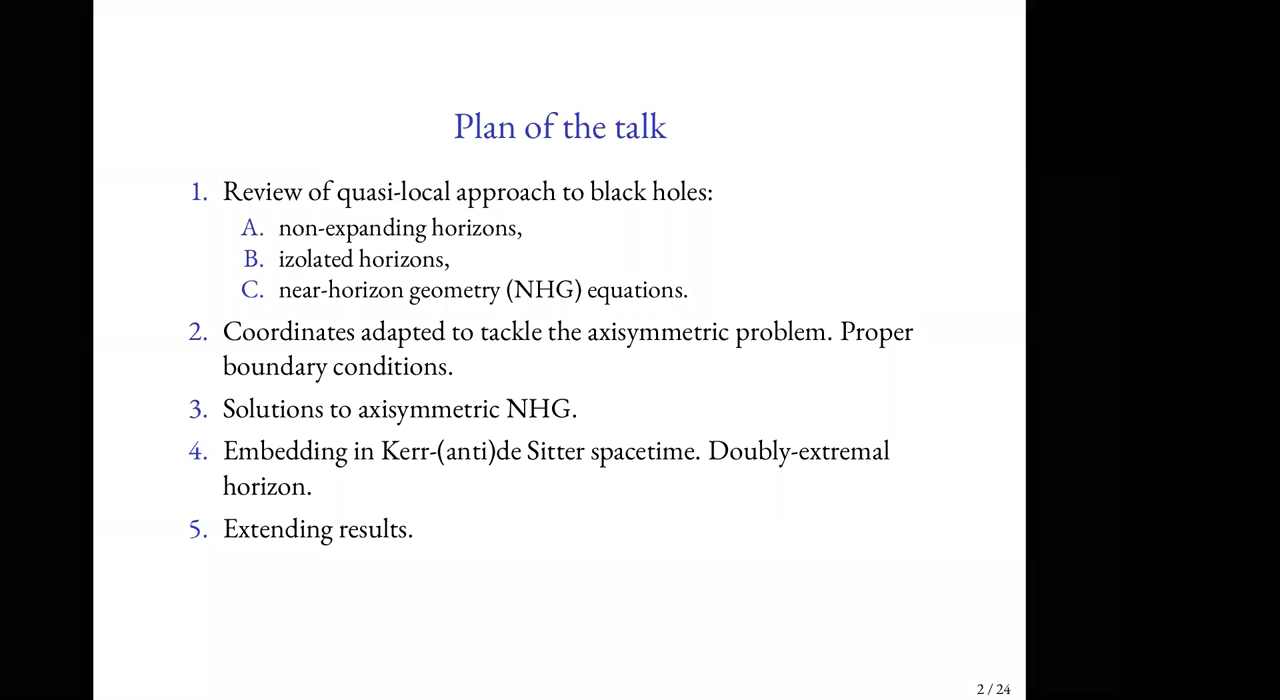 Plan of the talk
1. Review of quasi-local approach to black holes:
A. non-expanding horizons,
B. izolated horizons,
C. near-horizon geometry (NHG) equations.
2. Coordinates adapted to tackle the axisymmetric problem. Proper
boundary conditions.
3. Solutions to axisymmetric NHG.
4. Embedding in Kerr-(anti)de Sitter spacetime. Doubly-extremal
horizon.
5. Extending results.
2 / 24